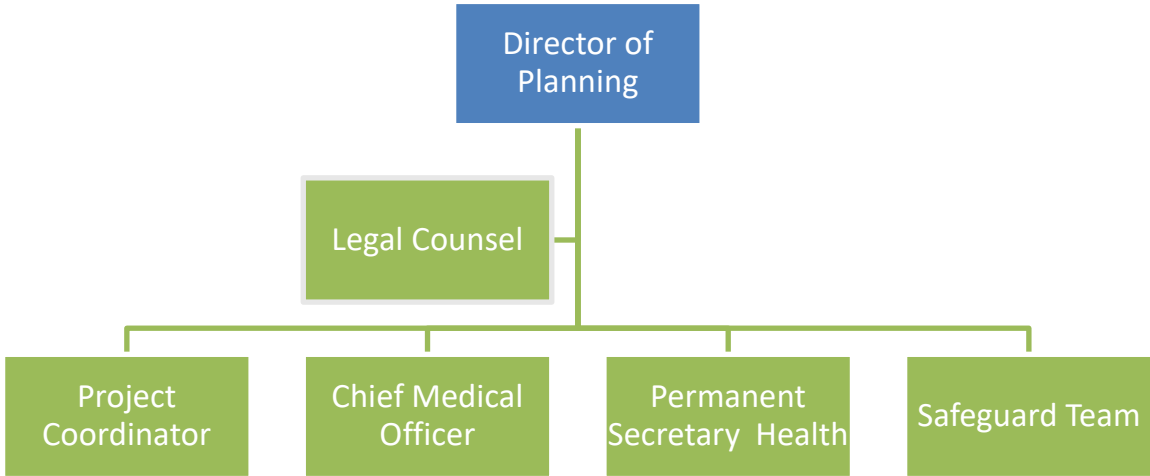 Director of
Planning
Legal Counsel
Project
Coordinator
Chief Medical
Officer
Permanent
Secretary  Health
Safeguard Team